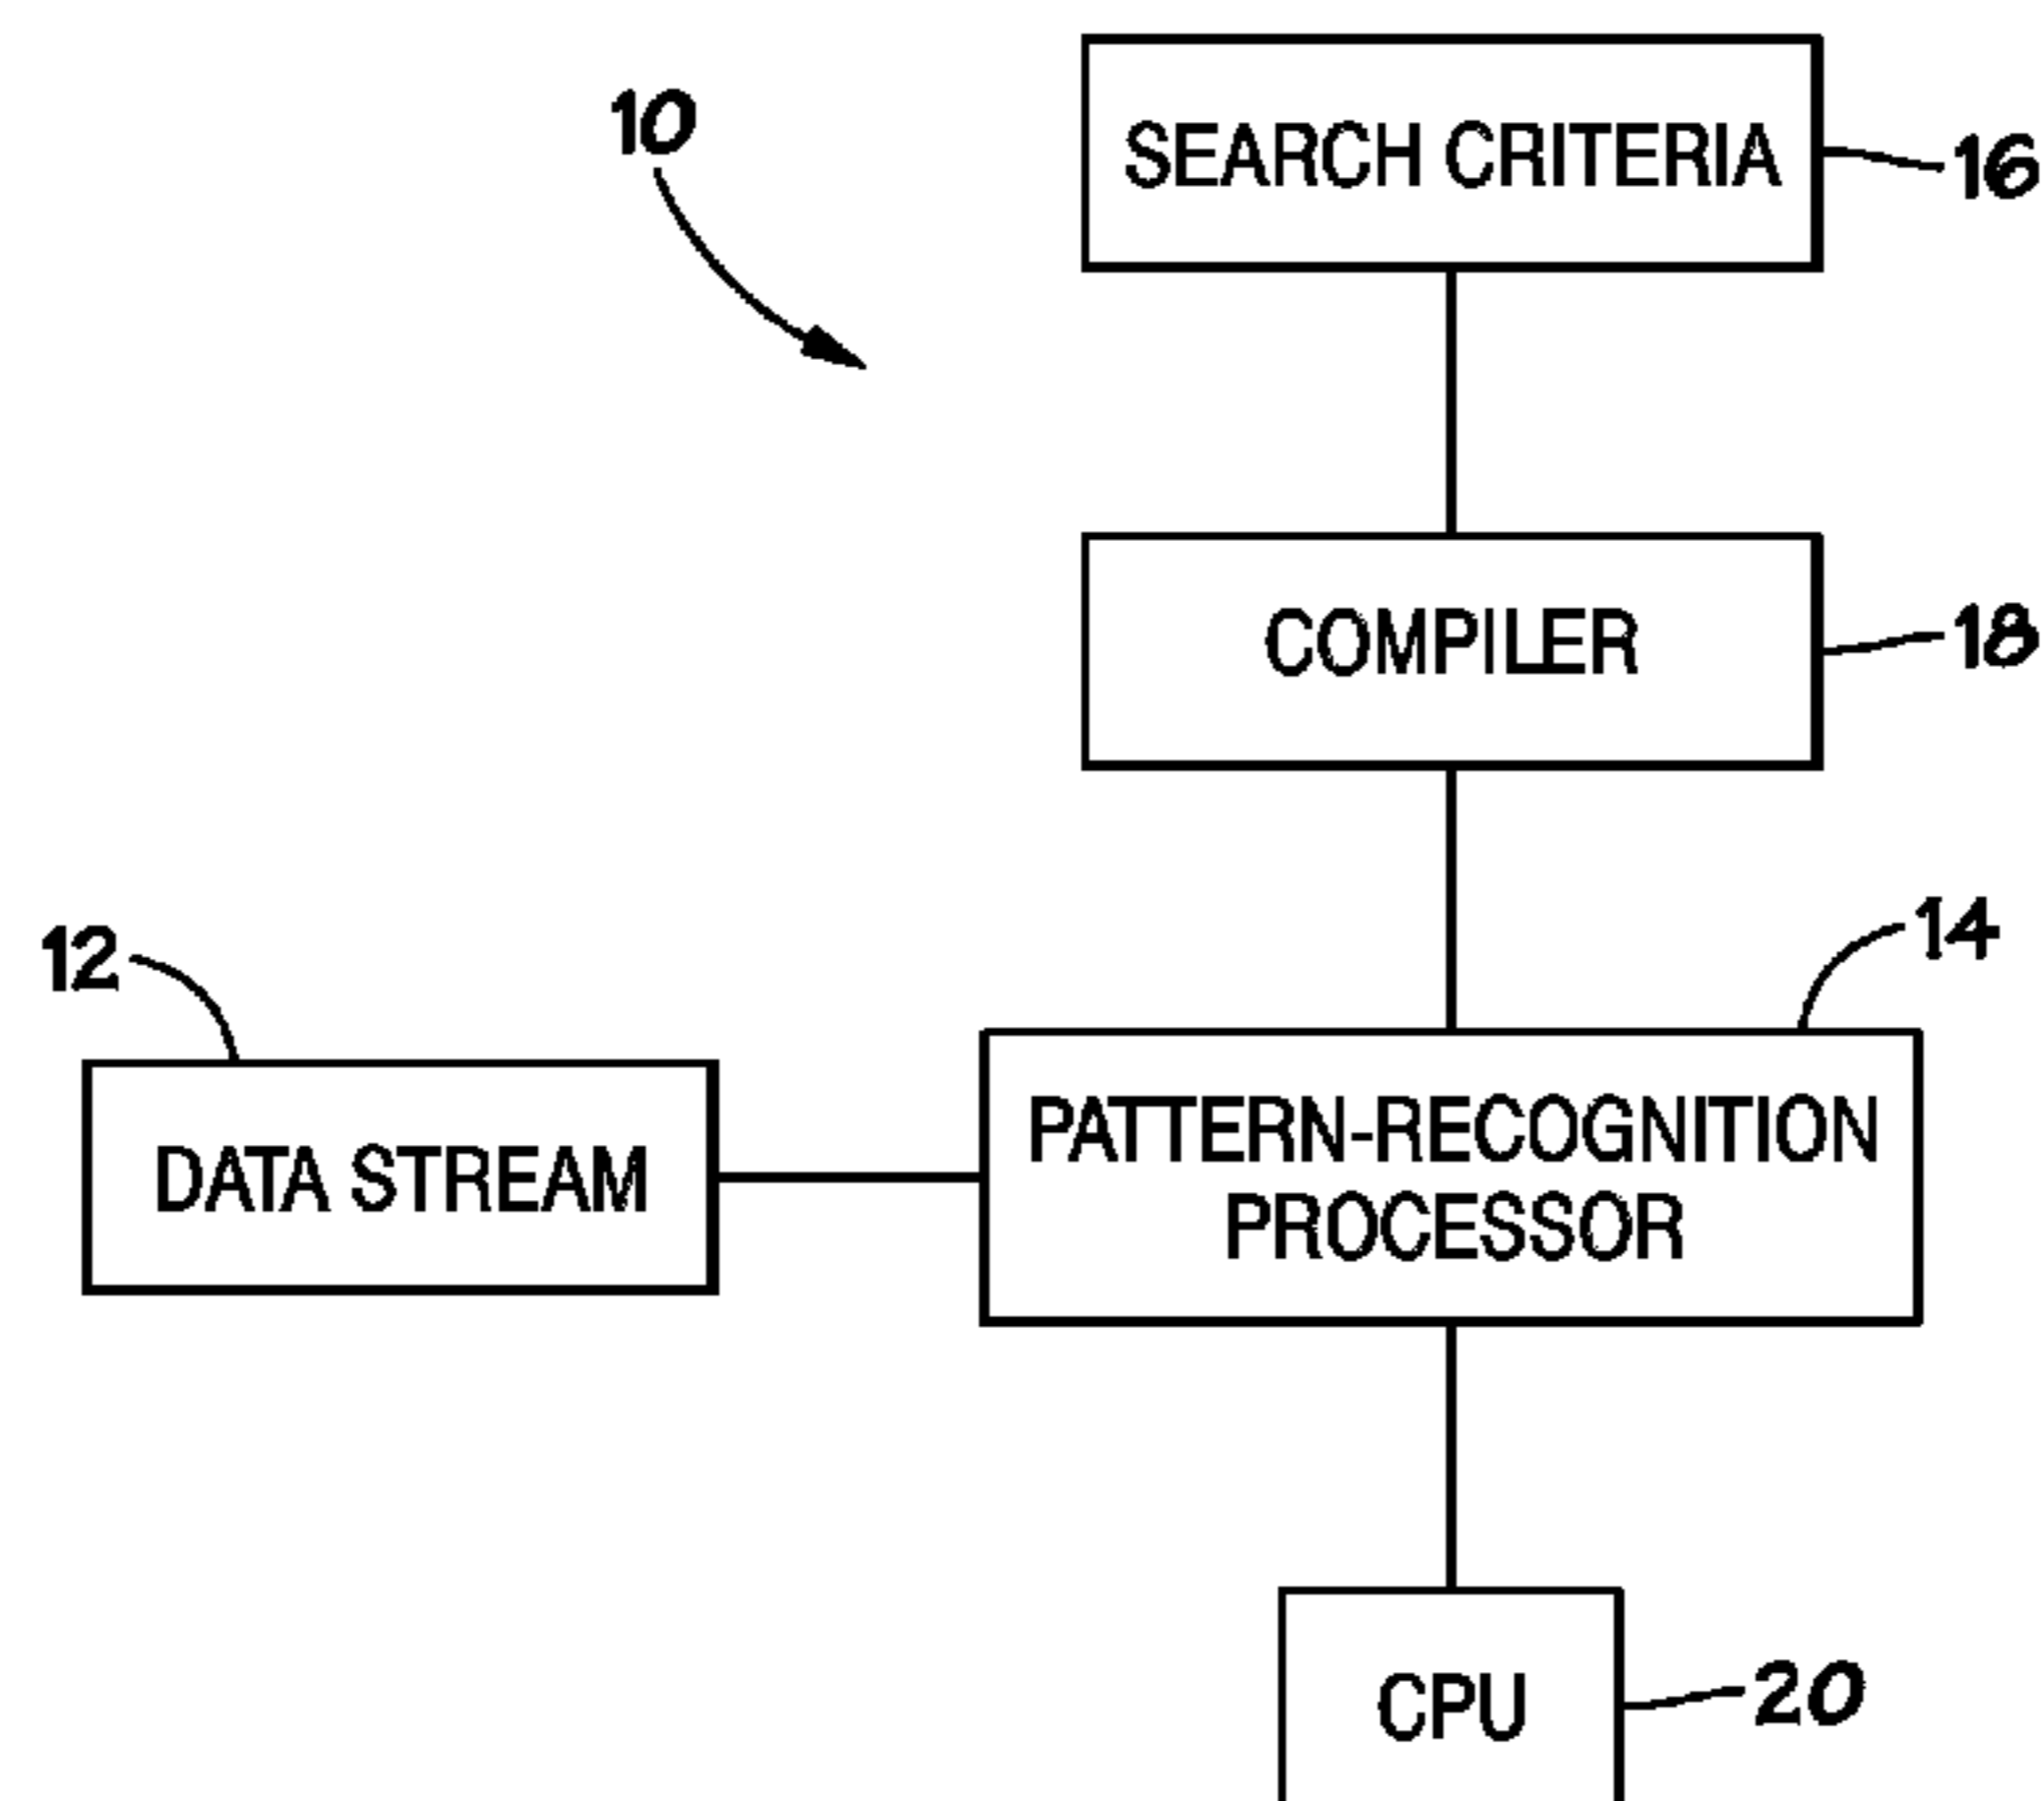 10
SEARCH CRITERIA
16
COMPILER
18
12
14
DATA STREAM
PATTERN-RECOGNITION
PROCESSOR
CPU
20